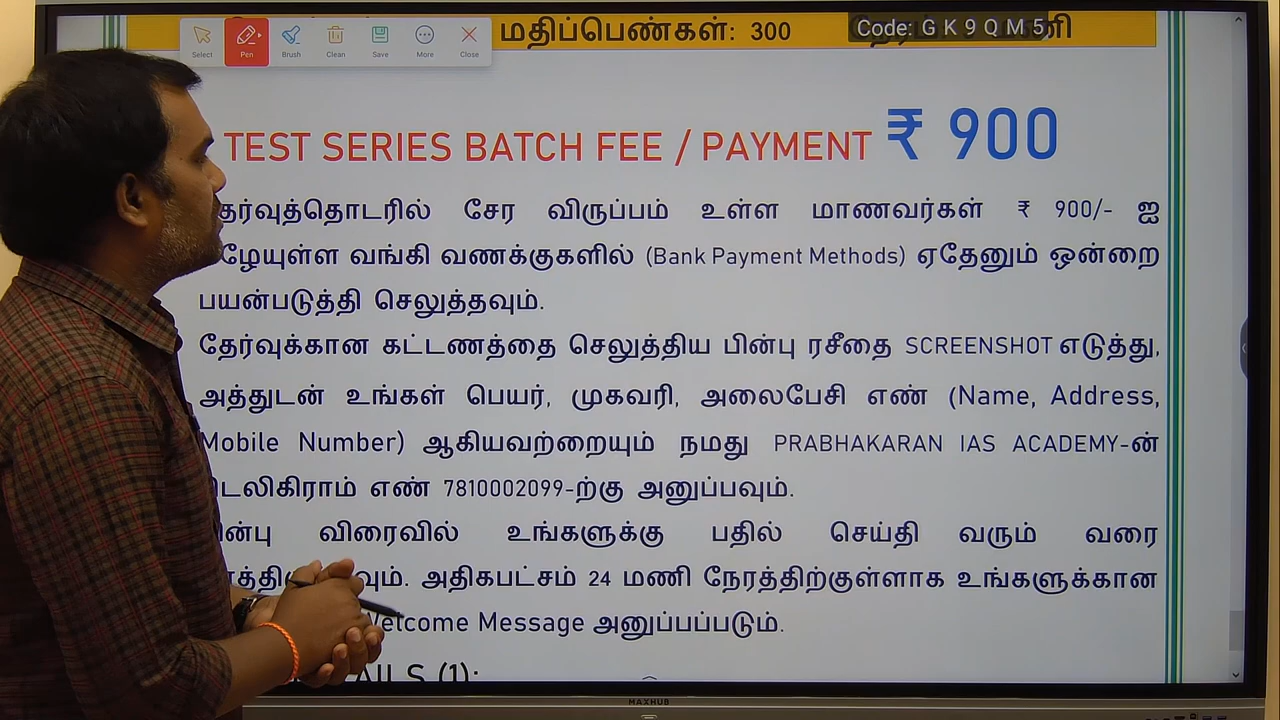 மதிப்பெண்கள்: 300 Code: G K 9 Q M 5
Select Pen Brush Clean Save More Close
TEST SERIES BATCH FEE / PAYMENT ₹ 900
சேர விருப்பம் உள்ள மாணவர்கள் ₹ 900/- ஐ
வங்கி வணக்குகளில் (Bank Payment Methods) ஏதேனும் ஒன்றை
பயன்படுத்தி செலுத்தவும்.
தேர்வுக்கான கட்டணத்தை செலுத்திய பின்பு ரசீதை SCREENSHOT எடுத்து,
அத்துடன் உங்கள் பெயர், முகவரி, அலைபேசி எண் (Name, Address,
Mobile Number) ஆகியவற்றையும் நமது PRABHAKARAN IAS ACADEMY-ன்
எண் 7810002099-ற்கு அனுப்பவும்.
விரைவில் உங்களுக்கு பதில் செய்தி வரும் வரை
அதிகபட்சம் 24 மணி நேரத்திற்குள்ளாக உங்களுக்கான
Welcome Message அனுப்பப்படும்.
(1):
MAXHUB